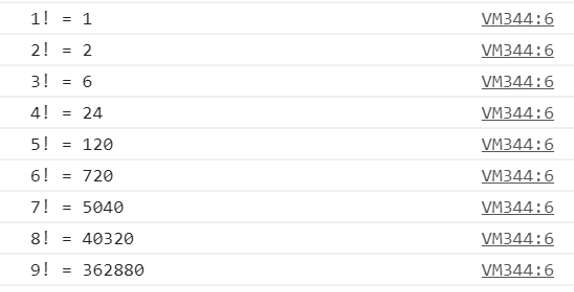 1! = 1 VM344:6
2! = 2 VM344:6
3! = 6 VM344:6
4! = 24 VM344:6
5! = 120 VM344:6
6! = 720 VM344:6
7! = 5040 VM344:6
8! = 40320 VM344:6
9! = 362880 VM344:6